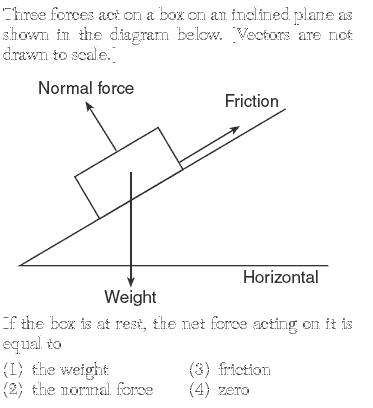 Three forces act on a box on an inclined plane as
shown in the diagram below. [Vectors are not
drawn to scale.]
Normal force
Friction
Horizontal
Weight
If the box is at rest, the net force acting on it is
equal to
(1) the weight (3) friction
(2) the normal force (4) zero